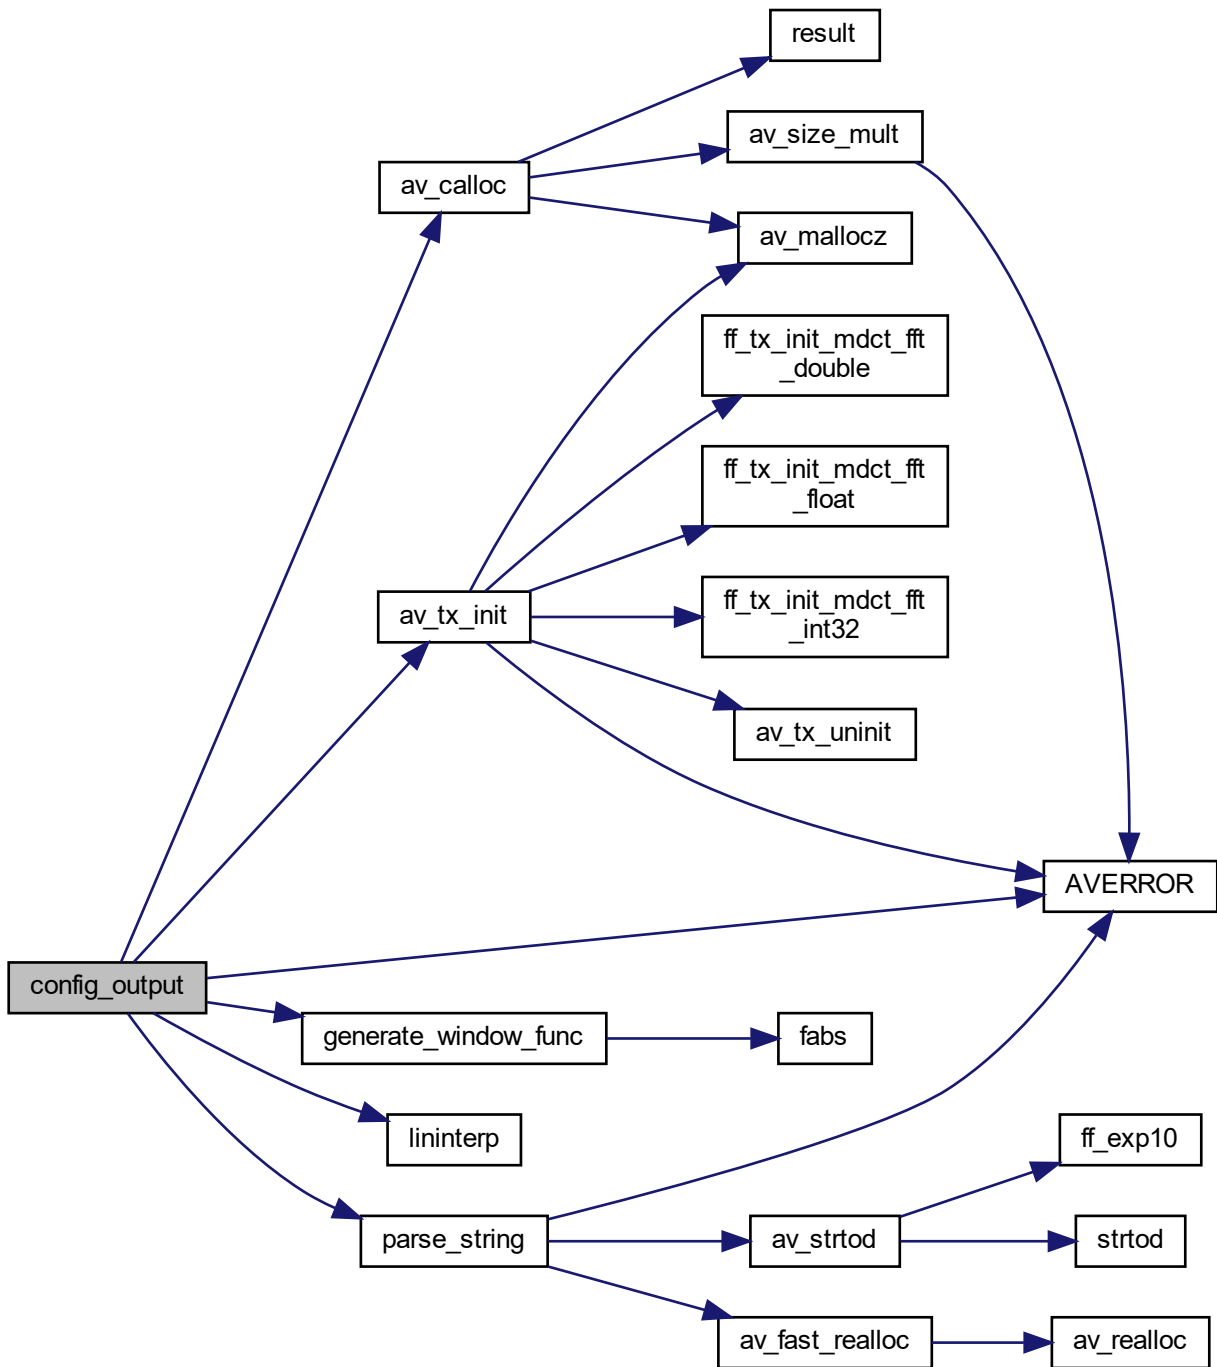 result
av_size_mult
av_calloc
av_mallocz
ff_tx_init_mdct_fft
_double
ff_tx_init_mdct_fft
_float
av_tx_init
ff_tx_init_mdct_fft
_int32
av_tx_uninit
AVERROR
config_output
generate_window_func
fabs
lininterp
ff_exp10
parse_string
av_strtod
strtod
av_fast_realloc
av_realloc